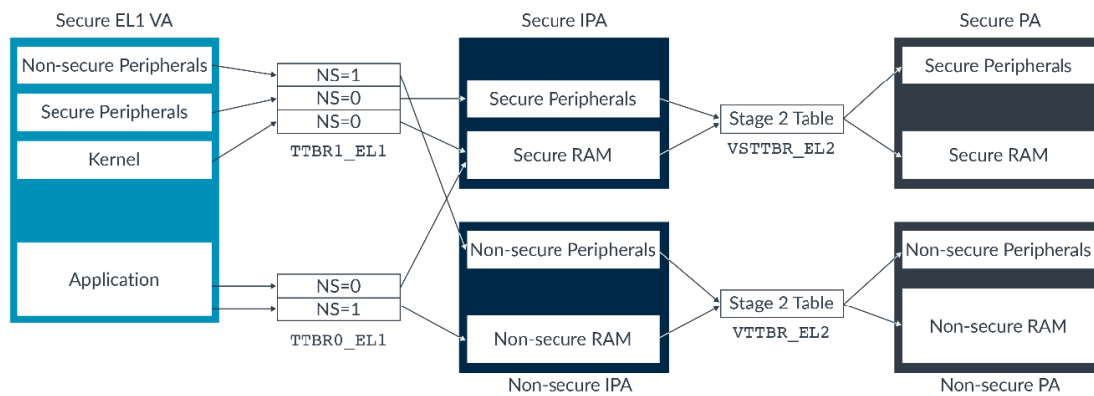 Secure EL1 VA
Non-secure Peripherals
Secure Peripherals
Kernel
Application
NS=1
NS=0
NS=0
TTBR1_EL1
NS=0
NS=1
TTBR0_EL1
Secure IPA
Secure Peripherals
Secure RAM
Non-secure Peripherals
Non-secure RAM
Non-secure IPA
Stage 2 Table
VSTTBR_EL2
Stage 2 Table
VTTBR_EL2
Secure PA
Secure Peripherals
Secure RAM
Non-secure Peripherals
Non-secure RAM
Non-secure PA